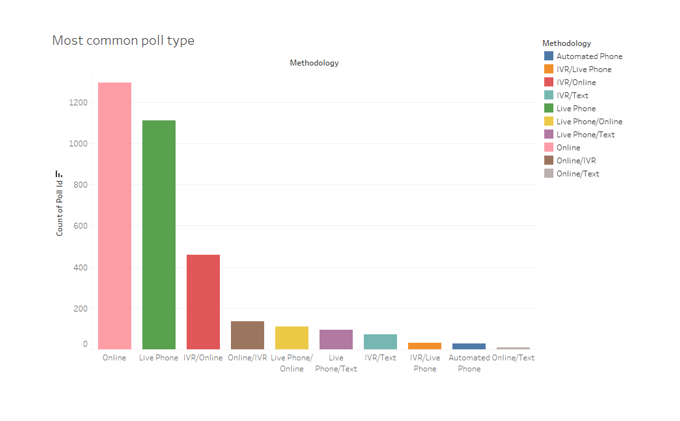 Most common poll type
Methodology
Count of Poll Id
1200
1000
800
600
400
200
0
Online
Live Phone
IVR/Online
Online/IVR
Live Phone/
Online
Live
Phone/Text
IVR/Text
IVR/Live
Phone
Automated
Phone
Online/Text
Methodology
Automated Phone
IVR/Live Phone
IVR/Online
IVR/Text
Live Phone
Live Phone/Online
Live Phone/Text
Online
Online/IVR
Online/Text